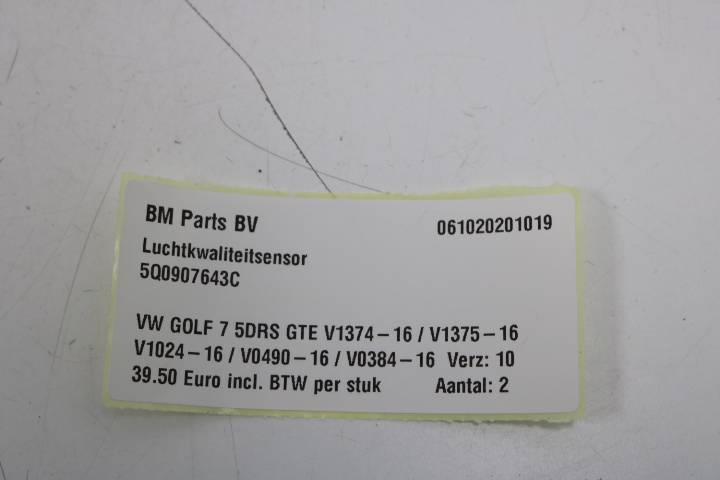 BM Parts BV 061020201019
Luchtkwaliteitsensor
5Q0907643C
VW GOLF 7 5DRS GTE V1374-16 / V1375-16
V1024-16 / V0490-16 / V0384-16 Verz: 10
39.50 Euro incl. BTW per stuk Aantal: 2